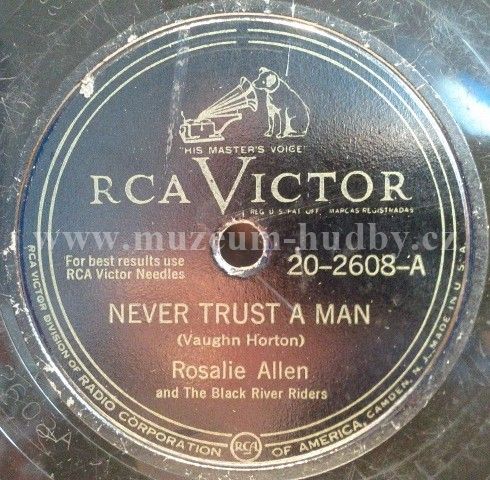 "HIS MASTER'S VOICE"
RCA VICTOR
REG. U.S. PAT. OFF. MARCAS REGISTRADAS
www.muzeum-hudby.cz
For best results use
RCA Victor Needles
20-2608-A
NEVER TRUST A MAN
(Vaughn Horton)
Rosalie Allen
and The Black River Riders
RCA VICTOR DIVISION OF RADIO CORPORATION RCA OF AMERICA, CAMDEN, N. J. MADE IN U.S.A.